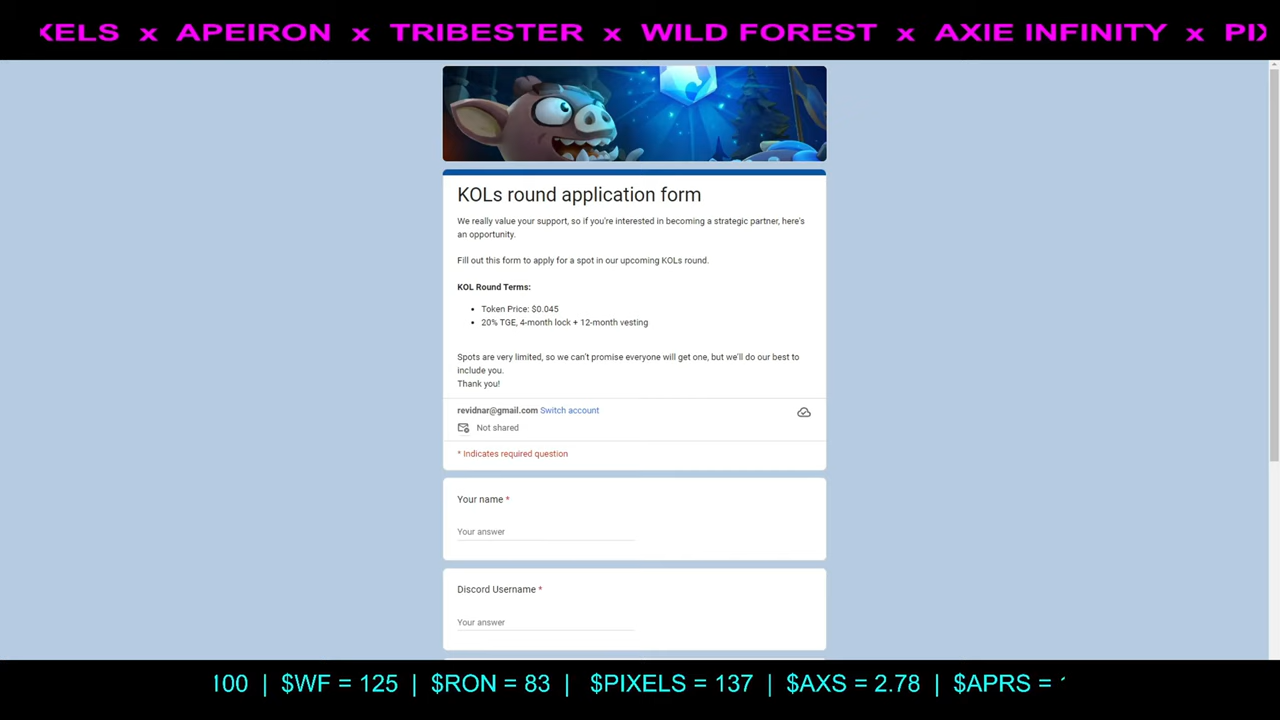 XELS x APEIRON x TRIBESTER x WILD FOREST x AXIE INFINITY x PIX
KOLs round application form
We really value your support, so if you're interested in becoming a strategic partner, here's
an opportunity.
Fill out this form to apply for a spot in our upcoming KOLs round.
KOL Round Terms:
• Token Price: $0.045
• 20% TGE, 4-month lock + 12-month vesting
Spots are very limited, so we can't promise everyone will get one, but we'll do our best to
include you.
Thank you!
revidnar@gmail.com Switch account
Not shared
* Indicates required question
Your name *
Your answer
Discord Username *
Your answer
100 | $WF = 125 | $RON = 83 | $PIXELS = 137 | $AXS = 2.78 | $APRS =